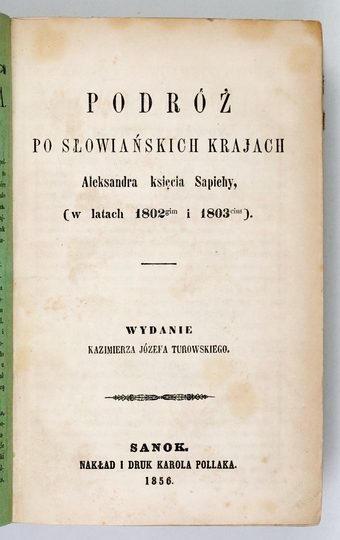 PODRÓŻ
PO SŁOWIAŃSKICH KRAJACH
Aleksandra księcia Sapiehy,
(w latach 1802gim i 1803cim).
WYDANIE
KAZIMIERZA JÓZEFA TUROWSKIEGO.
SANOK.
NAKŁAD I DRUK KAROLA POLLAKA.
1856.